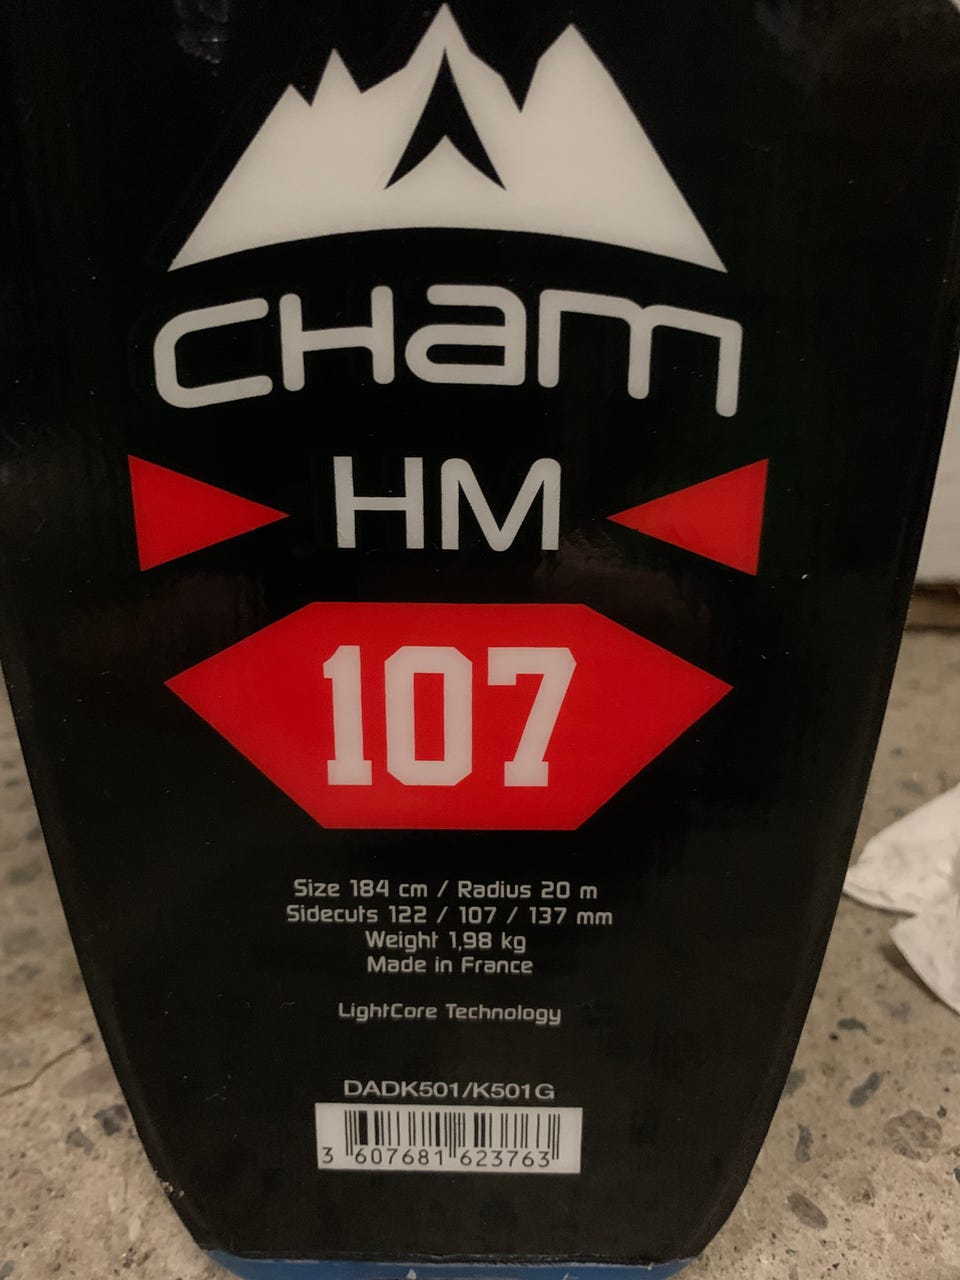 CHam
HM
107
Size 184 cm / Radius 20 m
Sidecuts 122 / 107 / 137 mm
Weight 1,98 kg
Made in France
LightCore Technology
DADK501/K501G
3 607681 623763